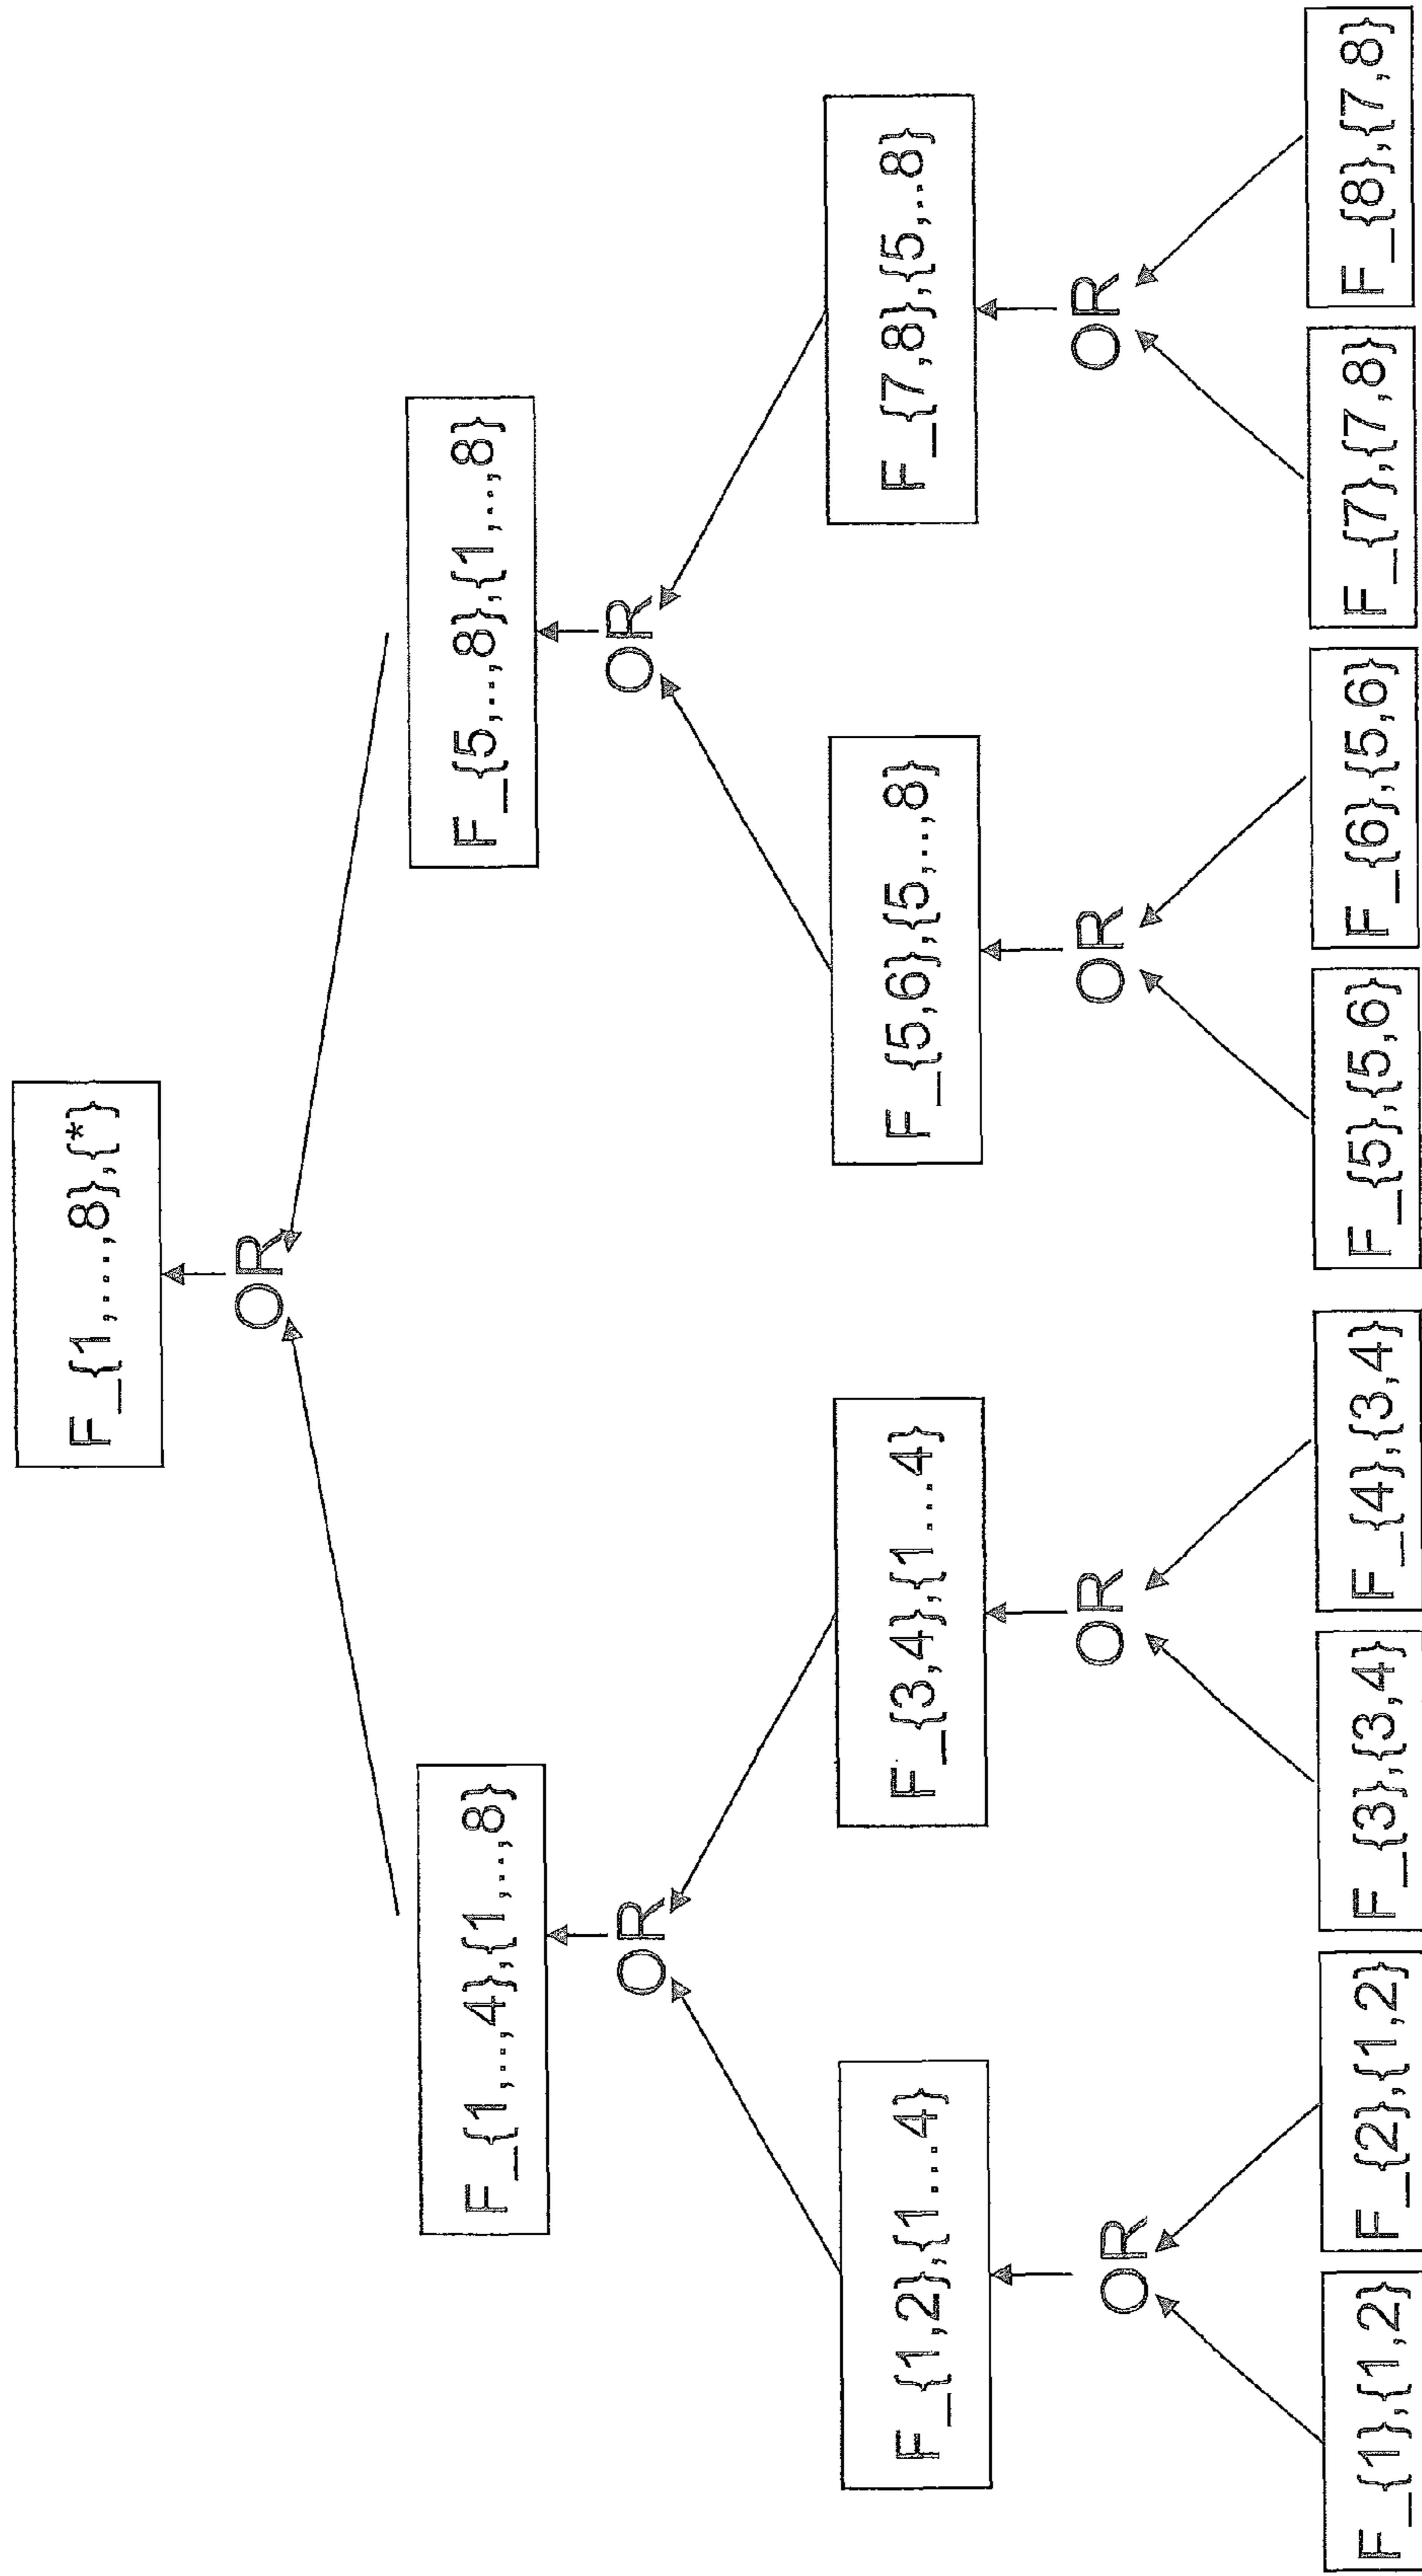 F_{1,...,8},{*}
OR
F_{1,..,4},{1,..,8}
F_{5,..,8},{1,..,8}
OR
OR
F_{1,2},{1...4}
F_{3,4},{1...4}
F_{5,6},{5,..,8}
F_{7,8},{5,..8}
OR
OR
OR
OR
F_{1},{1,2}
F_{2},{1,2}
F_{3},{3,4}
F_{4},{3,4}
F_{5},{5,6}
F_{6},{5,6}
F_{7},{7,8}
F_{8},{7,8}